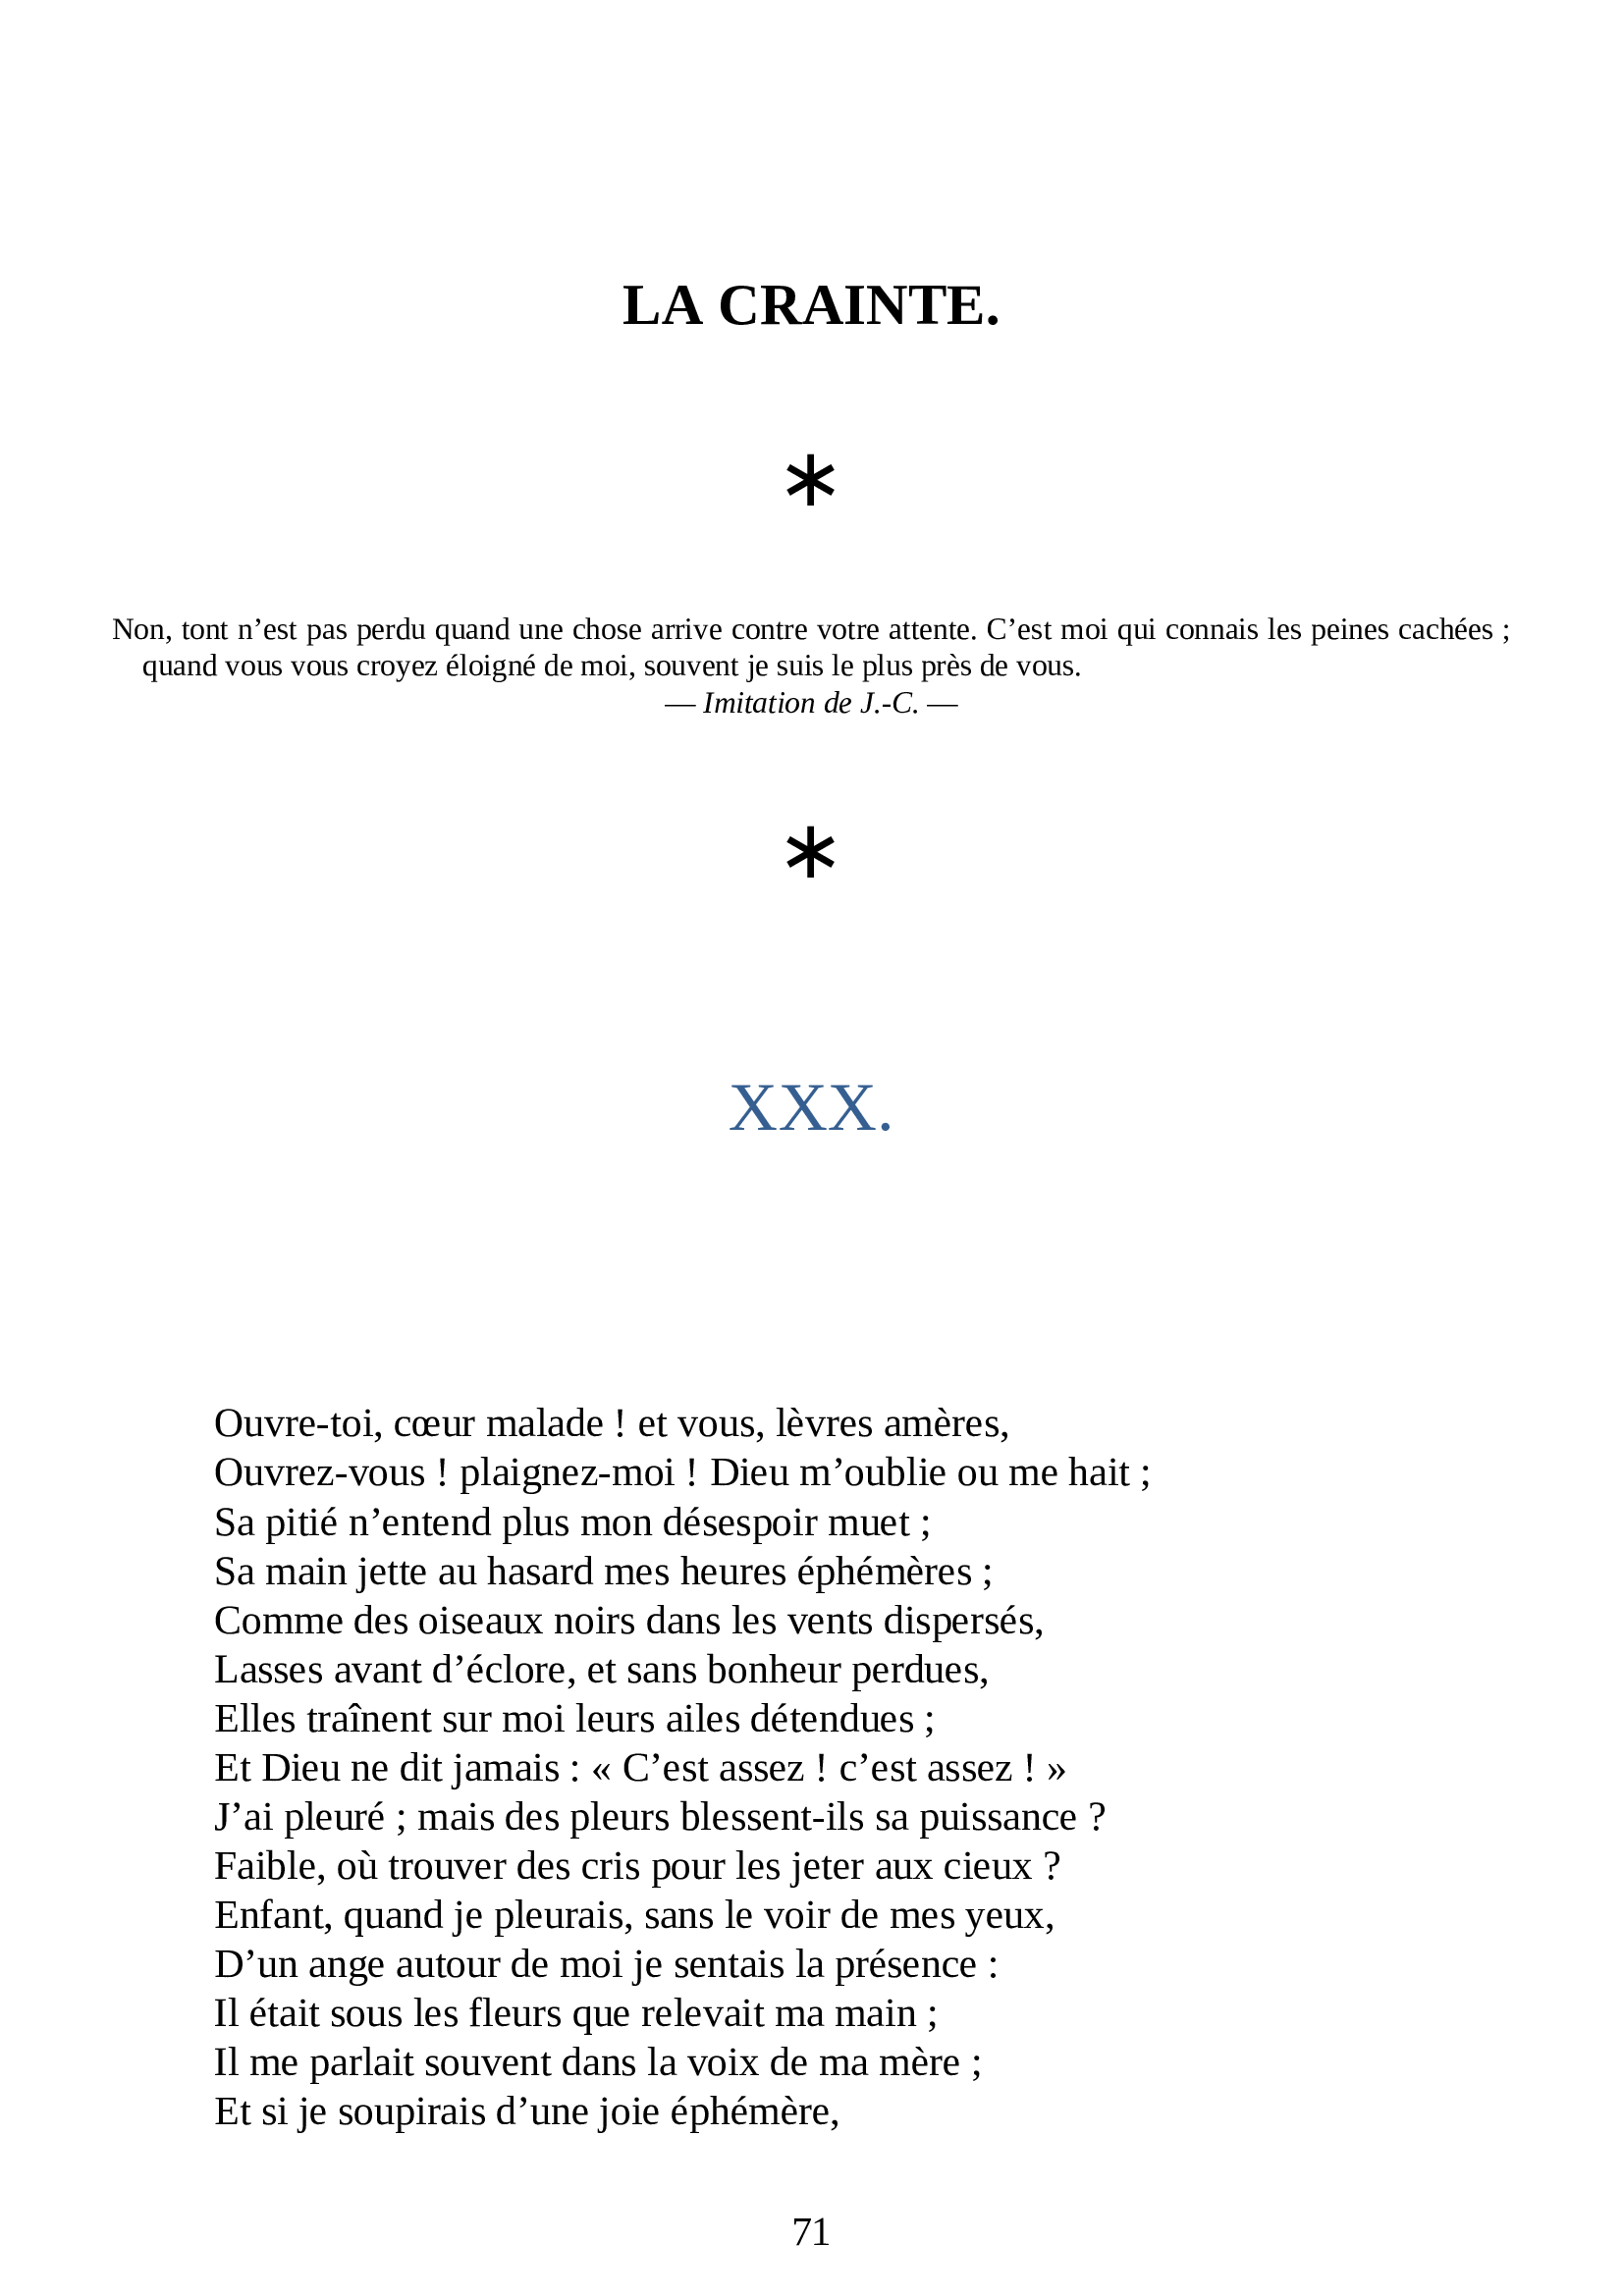 LA CRAINTE.
*
Non, tont n’est pas perdu quand une chose arrive contre votre attente. C’est moi qui connais les peines cachées ;
quand vous vous croyez éloigné de moi, souvent je suis le plus près de vous.
— Imitation de J.-C. —
*
XXX.
Ouvre-toi, cœur malade ! et vous, lèvres amères,
Ouvrez-vous ! plaignez-moi ! Dieu m’oublie ou me hait ;
Sa pitié n’entend plus mon désespoir muet ;
Sa main jette au hasard mes heures éphémères ;
Comme des oiseaux noirs dans les vents dispersés,
Lasses avant d’éclore, et sans bonheur perdues,
Elles traînent sur moi leurs ailes détendues ;
Et Dieu ne dit jamais : « C’est assez ! c’est assez ! »
J’ai pleuré ; mais des pleurs blessent-ils sa puissance ?
Faible, où trouver des cris pour les jeter aux cieux ?
Enfant, quand je pleurais, sans le voir de mes yeux,
D’un ange autour de moi je sentais la présence :
Il était sous les fleurs que relevait ma main ;
Il me parlait souvent dans la voix de ma mère ;
Et si je soupirais d’une joie éphémère,
71